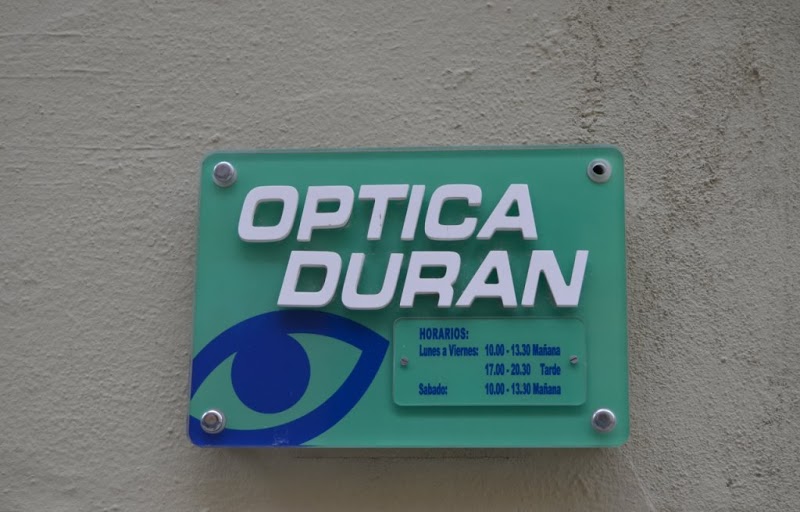 OPTICA
DURAN
HORARIOS:
Lunes a Viernes: 10.00 - 13.30 Mañana
17.00 - 20.30 Tarde
Sabado: 10.00 - 13.30 Mañana